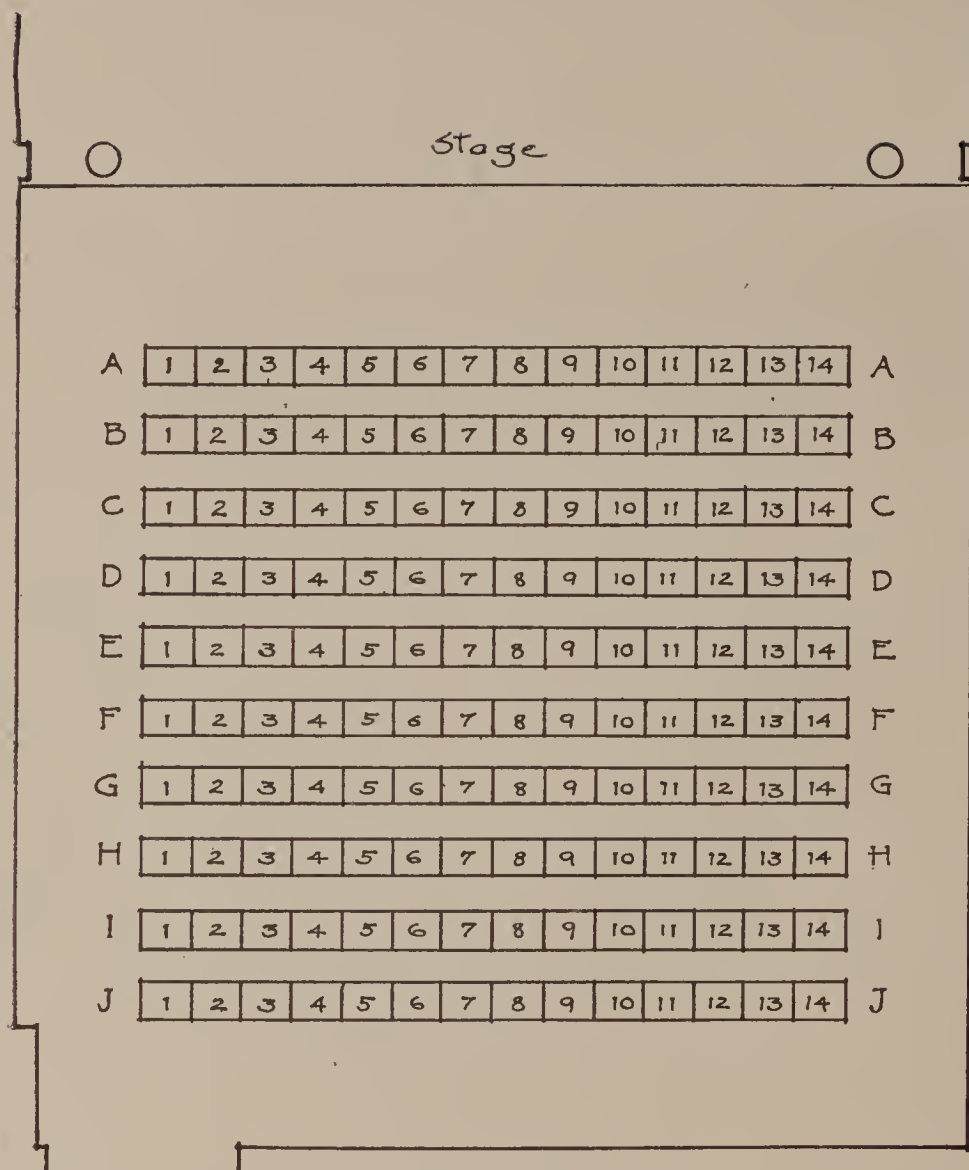 Stage
A 1 2 3 4 5 6 7 8 9 10 11 12 13 14 A
B 1 2 3 4 5 6 7 8 9 10 11 12 13 14 B
C 1 2 3 4 5 6 7 8 9 10 11 12 13 14 C
D 1 2 3 4 5 6 7 8 9 10 11 12 13 14 D
E 1 2 3 4 5 6 7 8 9 10 11 12 13 14 E
F 1 2 3 4 5 6 7 8 9 10 11 12 13 14 F
G 1 2 3 4 5 6 7 8 9 10 11 12 13 14 G
H 1 2 3 4 5 6 7 8 9 10 11 12 13 14 H
I 1 2 3 4 5 6 7 8 9 10 11 12 13 14 I
J 1 2 3 4 5 6 7 8 9 10 11 12 13 14 J